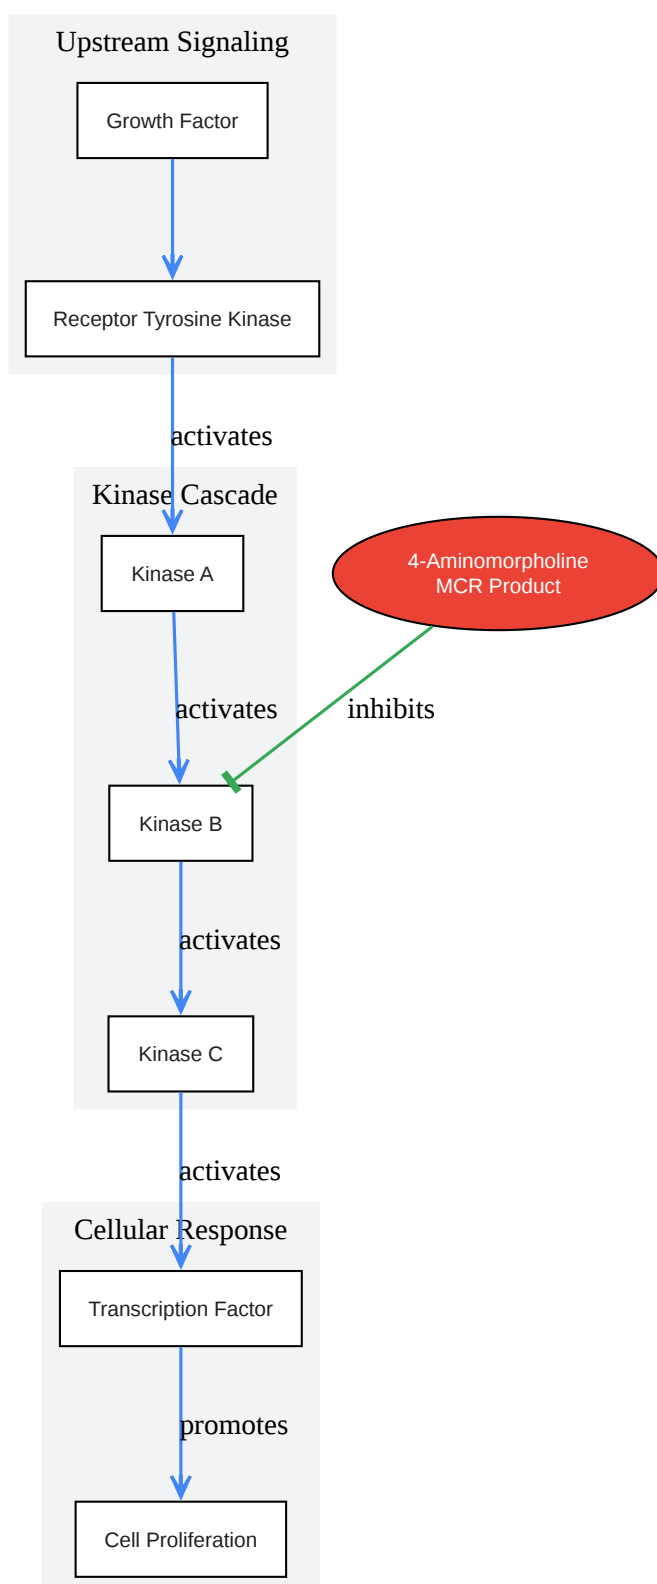 Upstream Signaling
Growth Factor
Receptor Tyrosine Kinase
activates
Kinase Cascade
Kinase A
4-Aminomorpholine
MCR Product
activates
inhibits
Kinase B
activates
Kinase C
activates
Cellular Response
Transcription Factor
promotes
Cell Proliferation